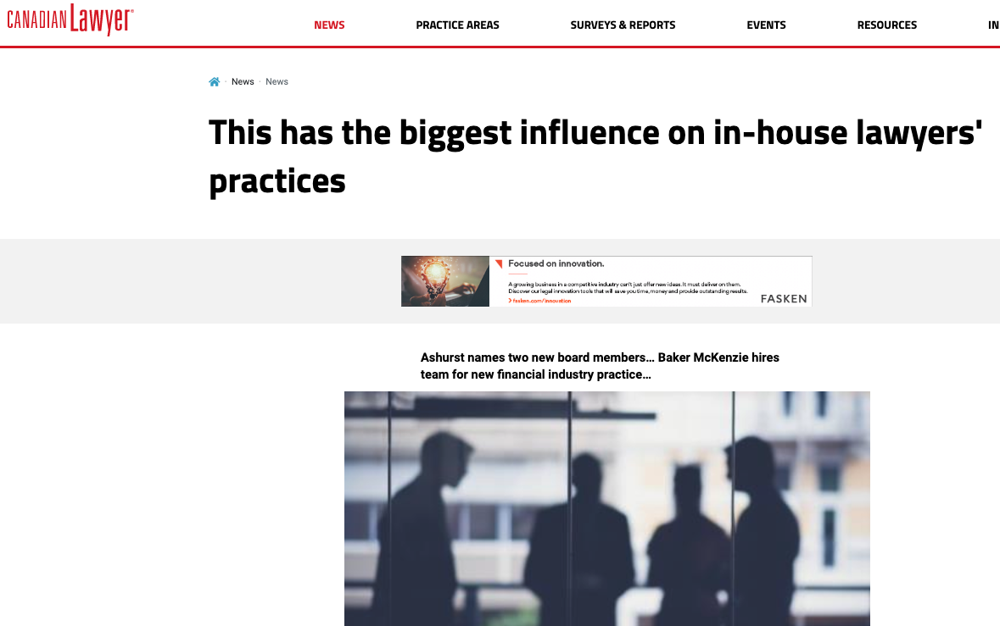 CANADIAN Lawyer
NEWS PRACTICE AREAS SURVEYS & REPORTS EVENTS RESOURCES IN
News · News
This has the biggest influence on in-house lawyers'
practices
Focused on innovation.
A growing business in a competitive industry can't just offer new ideas. It must deliver on them.
Discover our legal innovation tools that will save you time, money and provide outstanding results.
fasken.com/innovation
FASKEN
Ashurst names two new board members… Baker McKenzie hires
team for new financial industry practice…